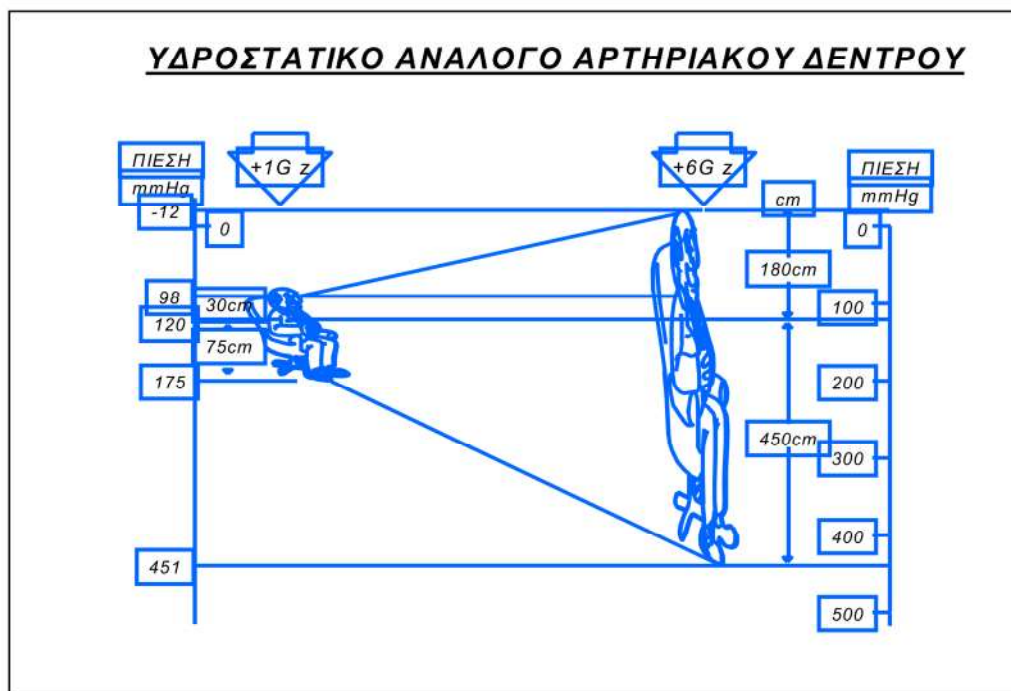 ΥΔΡΟΣΤΑΤΙΚΟ ΑΝΑΛΟΓΟ ΑΡΤΗΡΙΑΚΟΥ ΔΕΝΤΡΟΥ
ΠΙΕΣΗ
mmHg
+1G z
+6G z
cm
ΠΙΕΣΗ
mmHg
-12
0
0
180cm
98
30cm
100
120
75cm
175
200
450cm
300
400
451
500